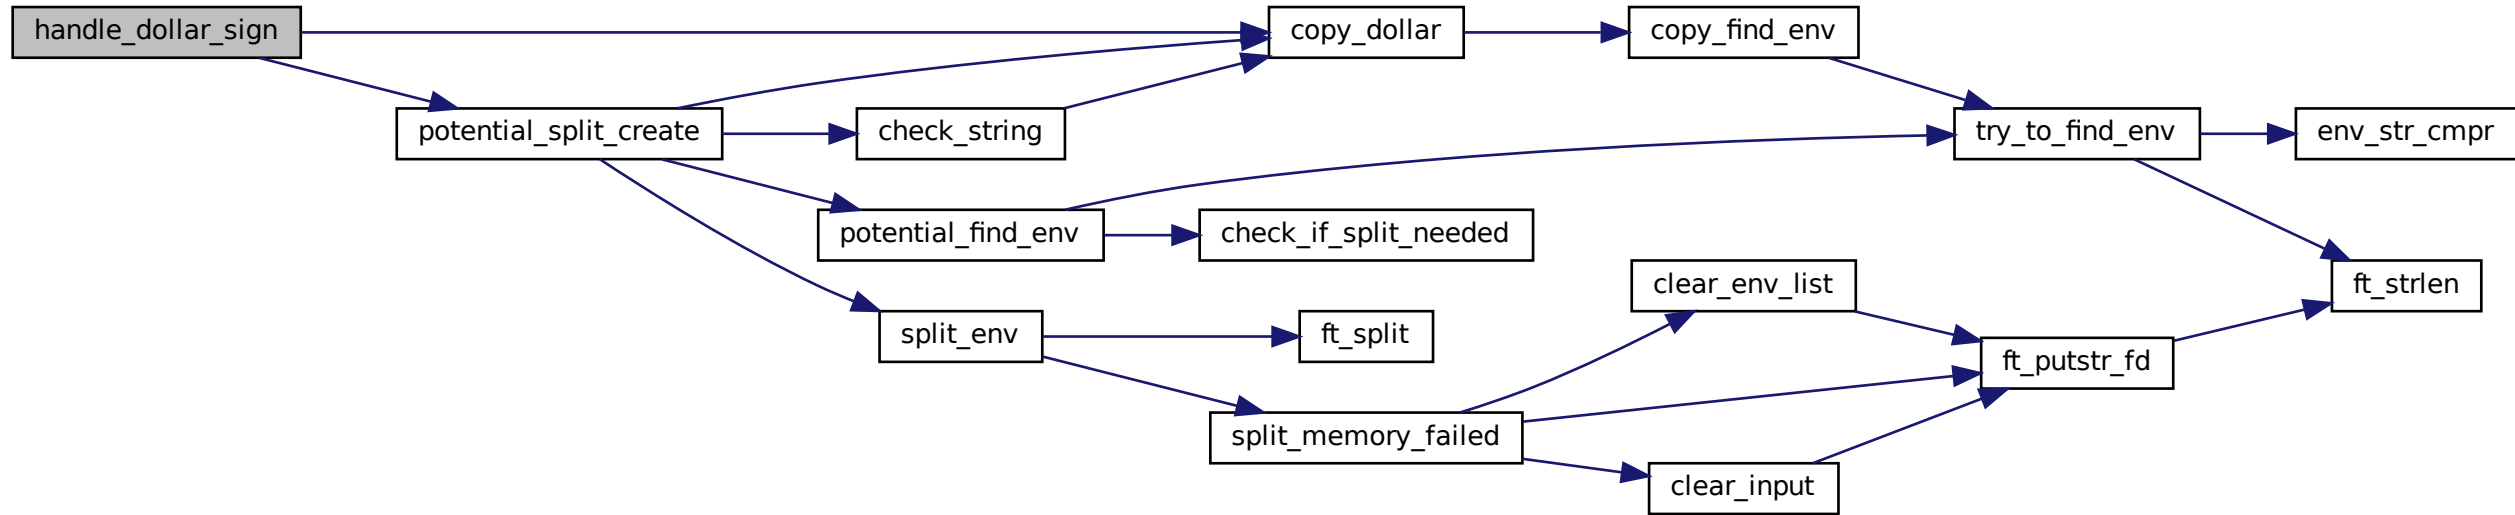 handle_dollar_sign
copy_dollar
copy_find_env
potential_split_create
check_string
try_to_find_env
env_str_cmpr
potential_find_env
check_if_split_needed
clear_env_list
ft_strlen
split_env
ft_split
ft_putstr_fd
split_memory_failed
clear_input